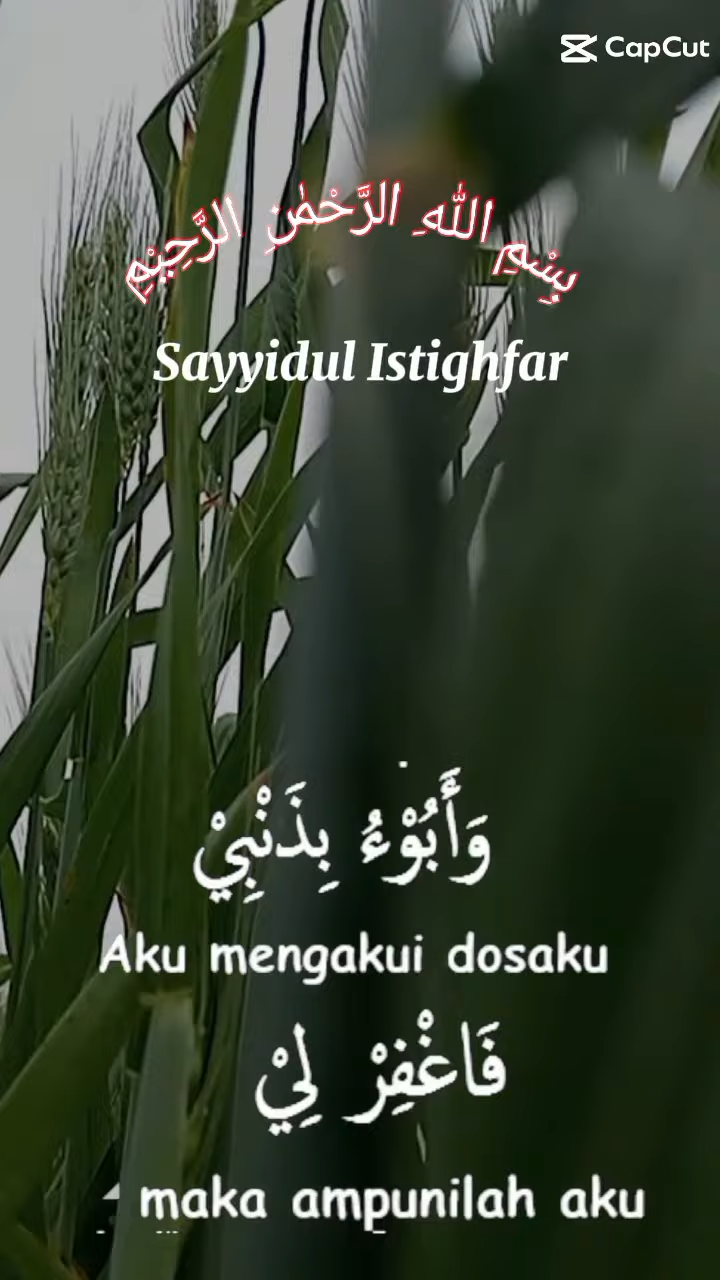 CapCut
بِسْمِ اللّٰهِ الرَّحْمٰنِ الرَّحِيْمِ
Sayyidul Istighfar
وَأَبُوْءُ بِذَنْبِيْ
Aku mengakui dosaku
فَاغْفِرْ لِيْ
maka ampunilah aku